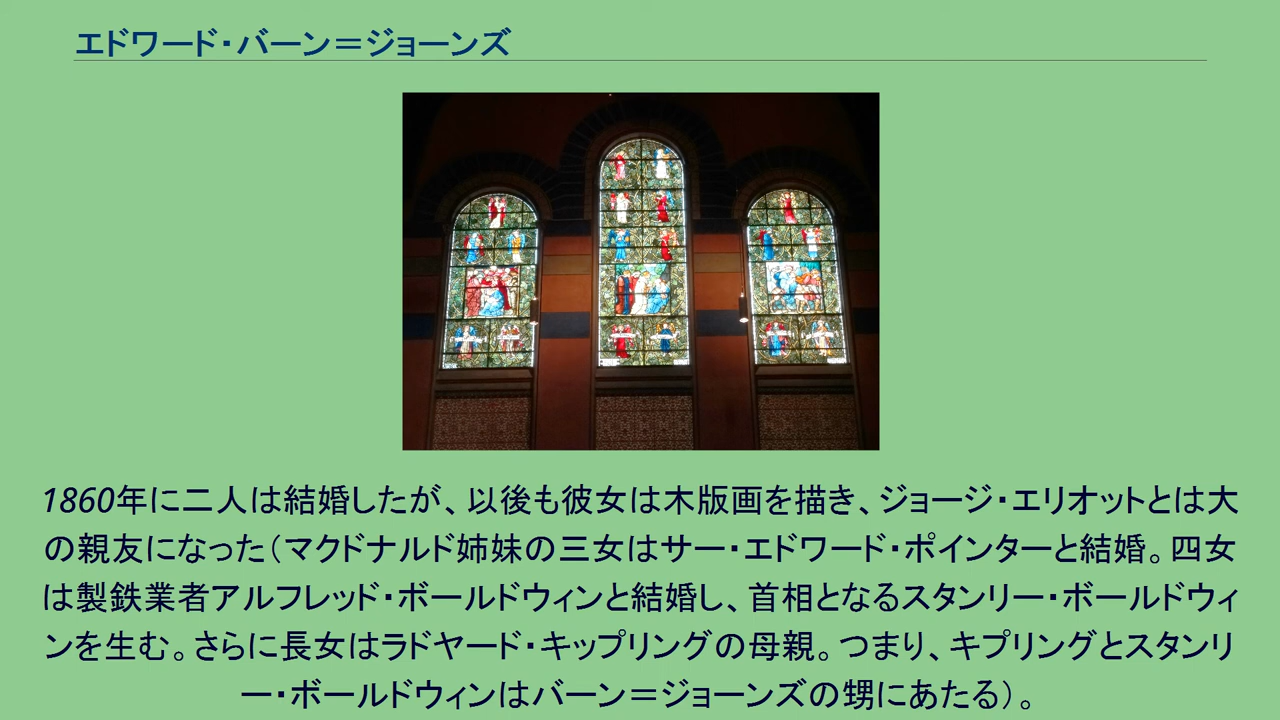 エドワード・バーン＝ジョーンズ
1860年に二人は結婚したが、以後も彼女は木版画を描き、ジョージ・エリオットとは大
の親友になった（マクドナルド姉妹の三女はサー・エドワード・ポインターと結婚。四女
は製鉄業者アルフレッド・ボールドウィンと結婚し、首相となるスタンリー・ボールドウィ
ンを生む。さらに長女はラドヤード・キップリングの母親。つまり、キプリングとスタンリ
ー・ボールドウィンはバーン＝ジョーンズの甥にあたる）。